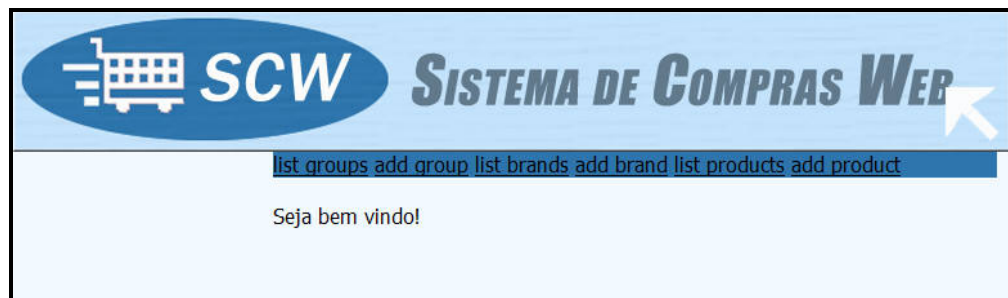 SCW SISTEMA DE COMPRAS WEB
list groups add group list brands add brand list products add product
Seja bem vindo!